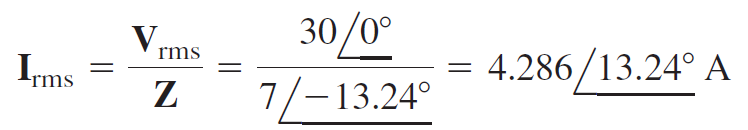 I_rms = V_rms / Z = 30∠0° / 7∠−13.24° = 4.286∠13.24° A